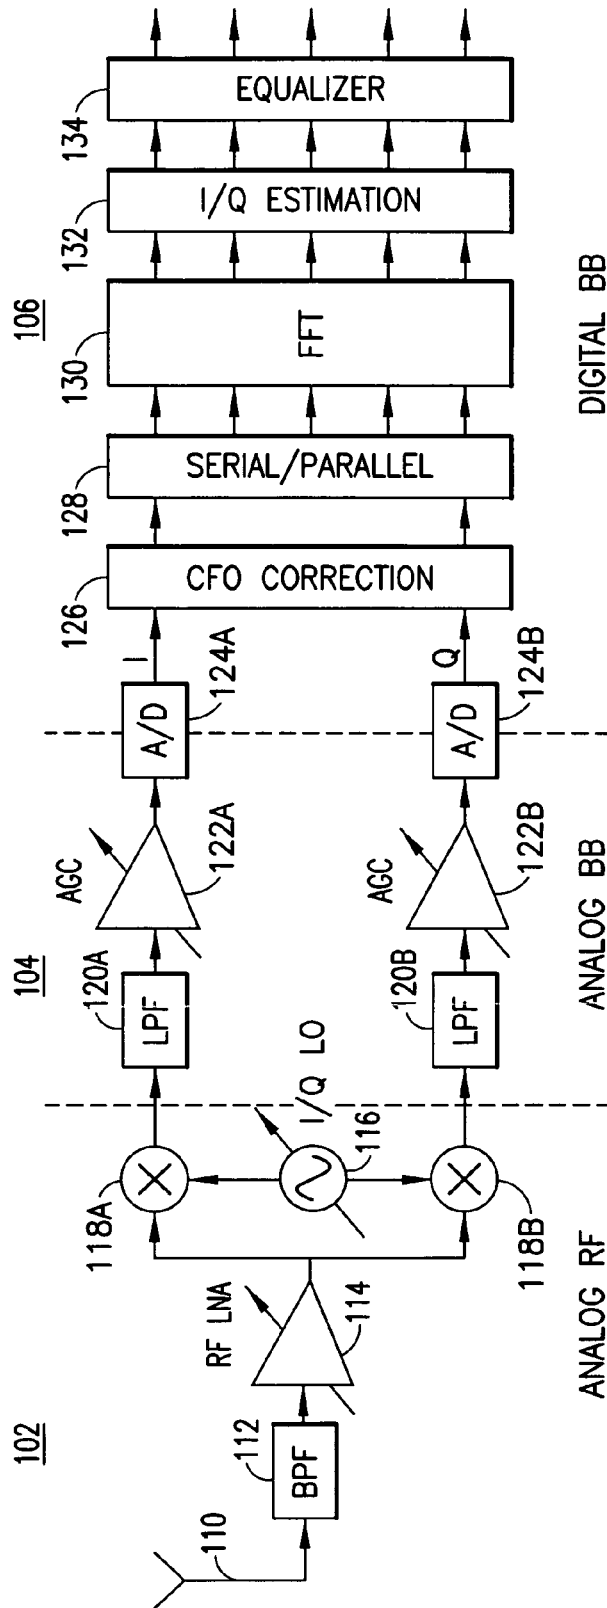 102
110
112
BPF
RF LNA
114
118A
118B
I/Q LO
116
ANALOG RF
104
120A
LPF
AGC
122A
120B
LPF
AGC
122B
ANALOG BB
A/D
124A
I
A/D
124B
Q
106
126
CFO CORRECTION
128
SERIAL/PARALLEL
130
FFT
132
I/Q ESTIMATION
134
EQUALIZER
DIGITAL BB